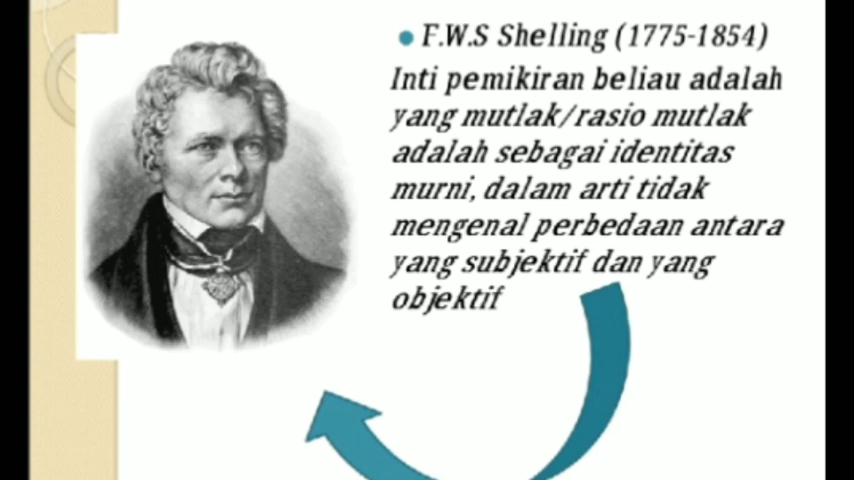 F.W.S Shelling (1775-1854)
Inti pemikiran beliau adalah
yang mutlak/rasio mutlak
adalah sebagai identitas
murni, dalam arti tidak
mengenal perbedaan antara
yang subjektif dan yang
objektif